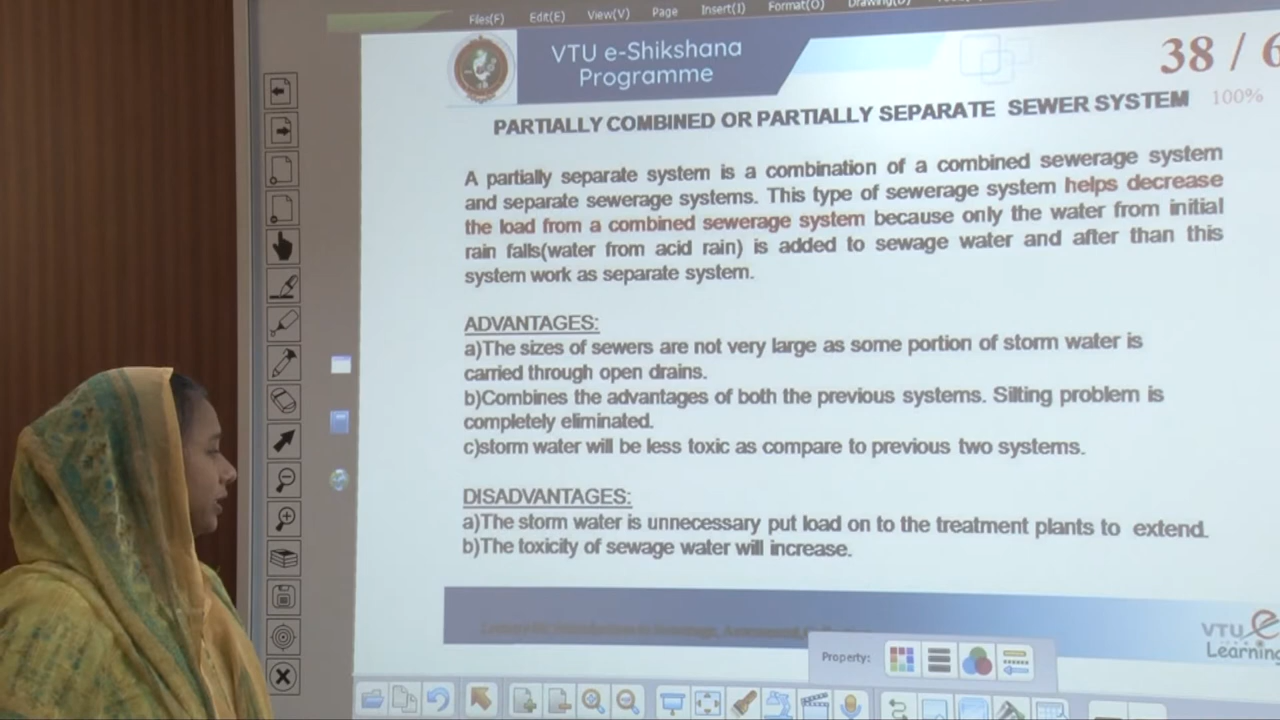 Files(F) Edit(E) View(V) Page Insert(I) Format(O) Drawing(D)
VTU e-Shikshana
Programme
38 / 6
100%
PARTIALLY COMBINED OR PARTIALLY SEPARATE SEWER SYSTEM
A partially separate system is a combination of a combined sewerage system
and separate sewerage systems. This type of sewerage system helps decrease
the load from a combined sewerage system because only the water from initial
rain falls(water from acid rain) is added to sewage water and after than this
system work as separate system.
ADVANTAGES:
a)The sizes of sewers are not very large as some portion of storm water is
carried through open drains.
b)Combines the advantages of both the previous systems. Silting problem is
completely eliminated.
c)storm water will be less toxic as compare to previous two systems.
DISADVANTAGES:
a)The storm water is unnecessary put load on to the treatment plants to extend.
b)The toxicity of sewage water will increase.
VTU e
Learning
Property: